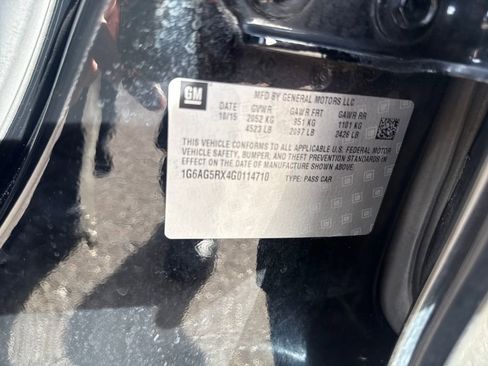 GM
MFD BY GENERAL MOTORS LLC
DATE GVWR GAWR FRT GAWR RR
10/15 2052 KG 951 KG 1101 KG
4523 LB 2097 LB 2426 LB
THIS VEHICLE CONFORMS TO ALL APPLICABLE U.S. FEDERAL MOTOR
VEHICLE SAFETY, BUMPER, AND THEFT PREVENTION STANDARDS IN
EFFECT ON THE DATE OF MANUFACTURE SHOWN ABOVE.
1G6AG5RX4G0114710 TYPE: PASS CAR